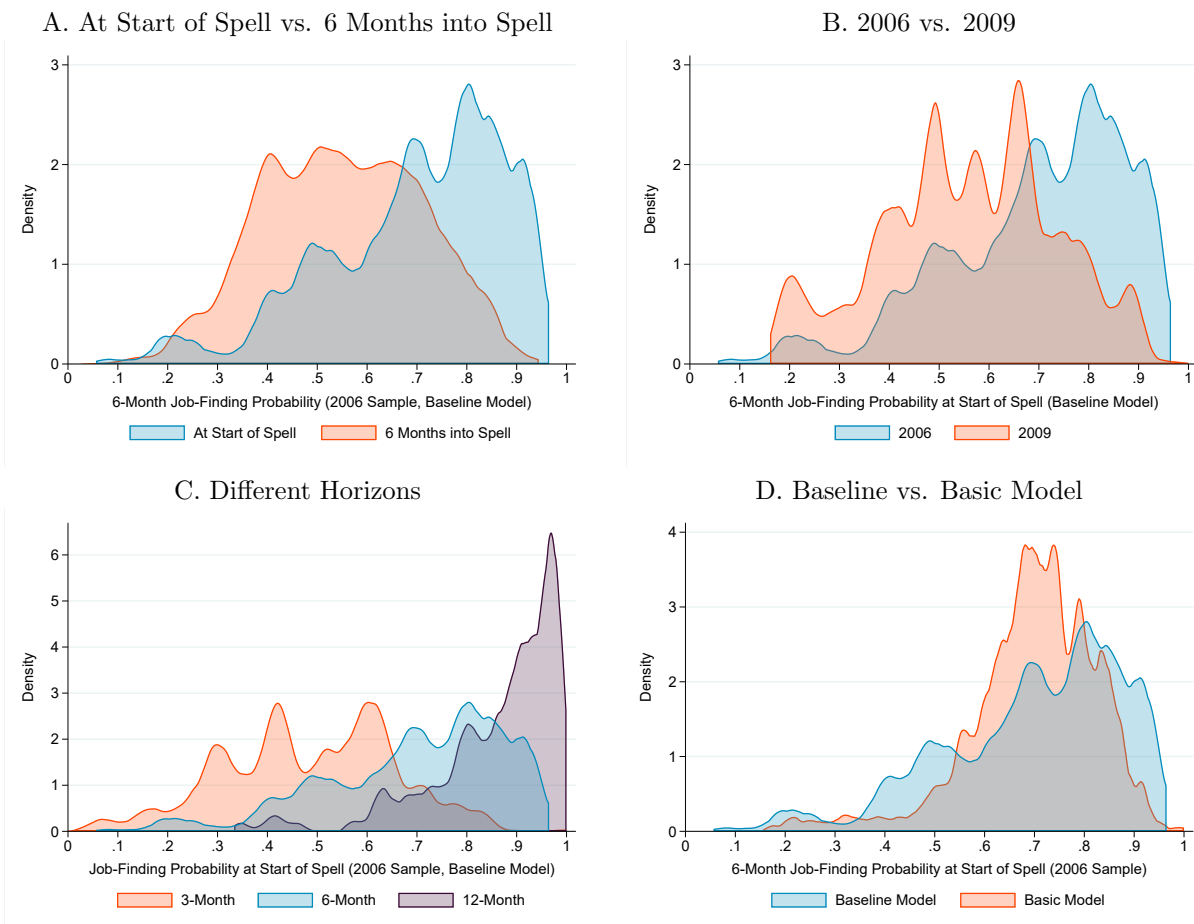 A. At Start of Spell vs. 6 Months into Spell
3
2
1
0
Density
0 .1 .2 .3 .4 .5 .6 .7 .8 .9 1
6-Month Job-Finding Probability (2006 Sample, Baseline Model)
At Start of Spell 6 Months into Spell
B. 2006 vs. 2009
3
2
1
0
Density
0 .1 .2 .3 .4 .5 .6 .7 .8 .9 1
6-Month Job-Finding Probability at Start of Spell (Baseline Model)
2006 2009
C. Different Horizons
6
5
4
3
2
1
0
Density
0 .1 .2 .3 .4 .5 .6 .7 .8 .9 1
Job-Finding Probability at Start of Spell (2006 Sample, Baseline Model)
3-Month 6-Month 12-Month
D. Baseline vs. Basic Model
4
3
2
1
0
Density
0 .1 .2 .3 .4 .5 .6 .7 .8 .9 1
6-Month Job-Finding Probability at Start of Spell (2006 Sample)
Baseline Model Basic Model